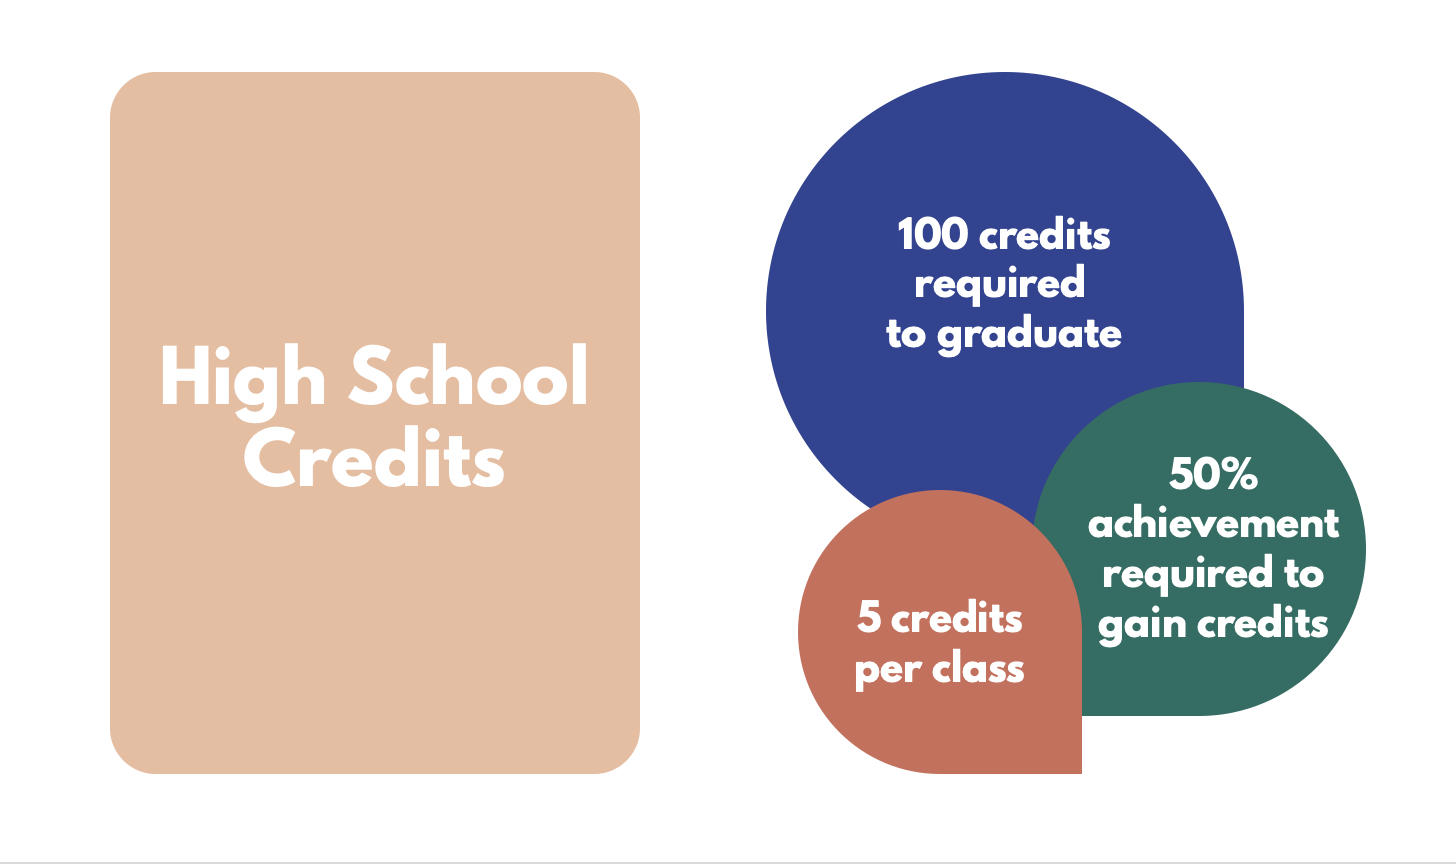 High School
Credits
100 credits
required
to graduate
50%
achievement
required to
gain credits
5 credits
per class